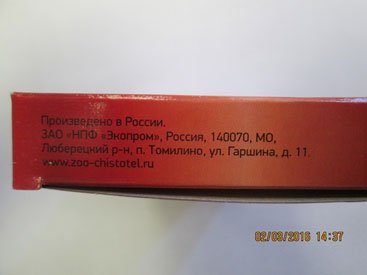 Произведено в России.
ЗАО «НПФ «Экопром», Россия, 140070, МО,
Люберецкий р-н, п. Томилино, ул. Гаршина, д. 11.
www.zoo-chistotel.ru
02/03/2016 14:37